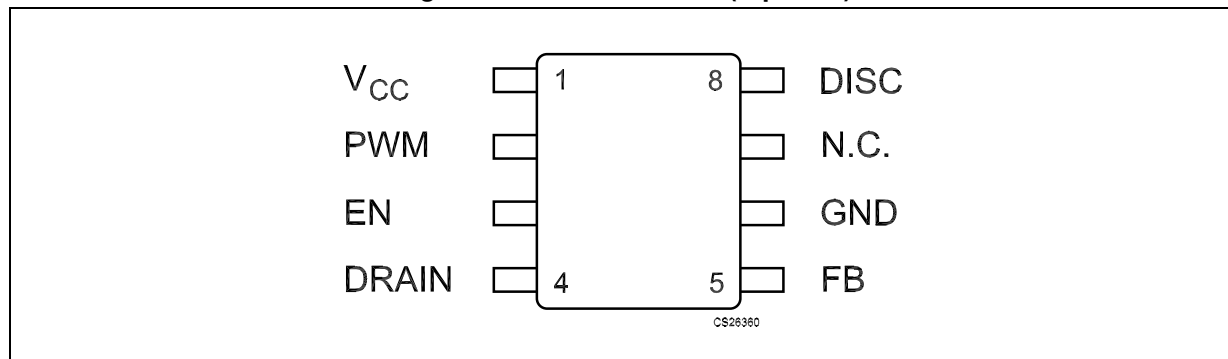 VCC 1 8 DISC
PWM N.C.
EN GND
DRAIN 4 5 FB
CS26360